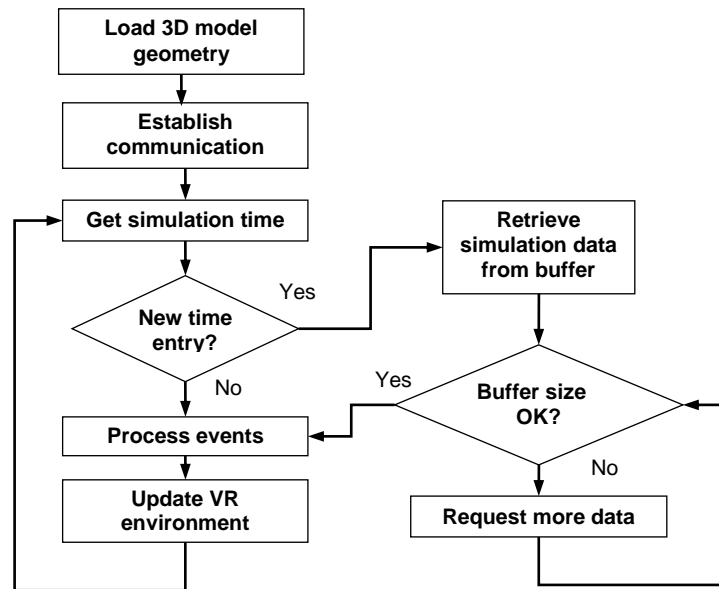 Load 3D model
geometry
Establish
communication
Get simulation time
Retrieve
simulation data
from buffer
Yes
New time
entry?
No
Yes
Buffer size
OK?
Process events
No
Update VR
environment
Request more data